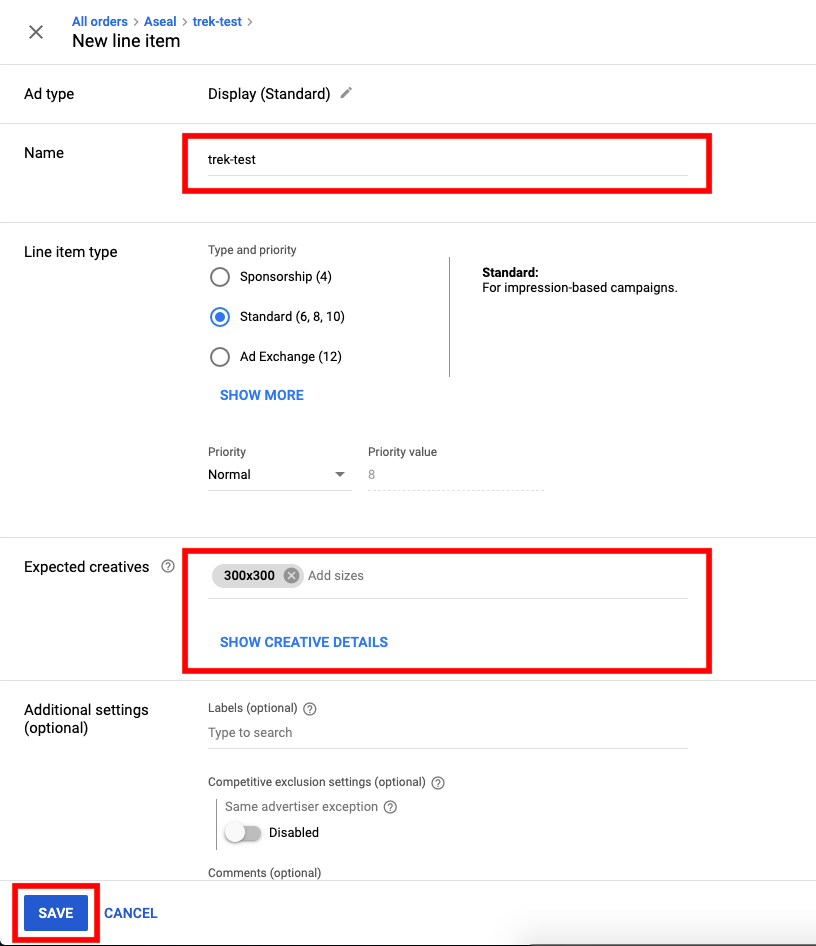 All orders > Aseal > trek-test >
New line item
Ad type
Display (Standard)
Name
trek-test
Line item type
Type and priority
Sponsorship (4)
Standard (6, 8, 10)
Ad Exchange (12)
SHOW MORE
Standard:
For impression-based campaigns.
Priority
Normal
Priority value
8
Expected creatives
300x300 Add sizes
SHOW CREATIVE DETAILS
Additional settings
(optional)
Labels (optional)
Type to search
Competitive exclusion settings (optional)
Same advertiser exception
Disabled
Comments (optional)
SAVE CANCEL